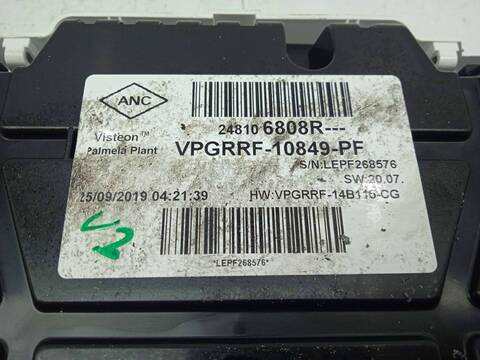 ANC
Visteon™
Palmela Plant
24810 6808R---
VPGRRF-10849-PF
S/N:LEPF268576
SW:20.07.
25/09/2019 04:21:39
HW:VPGRRF-14B116-CG
V2
*LEPF268576*